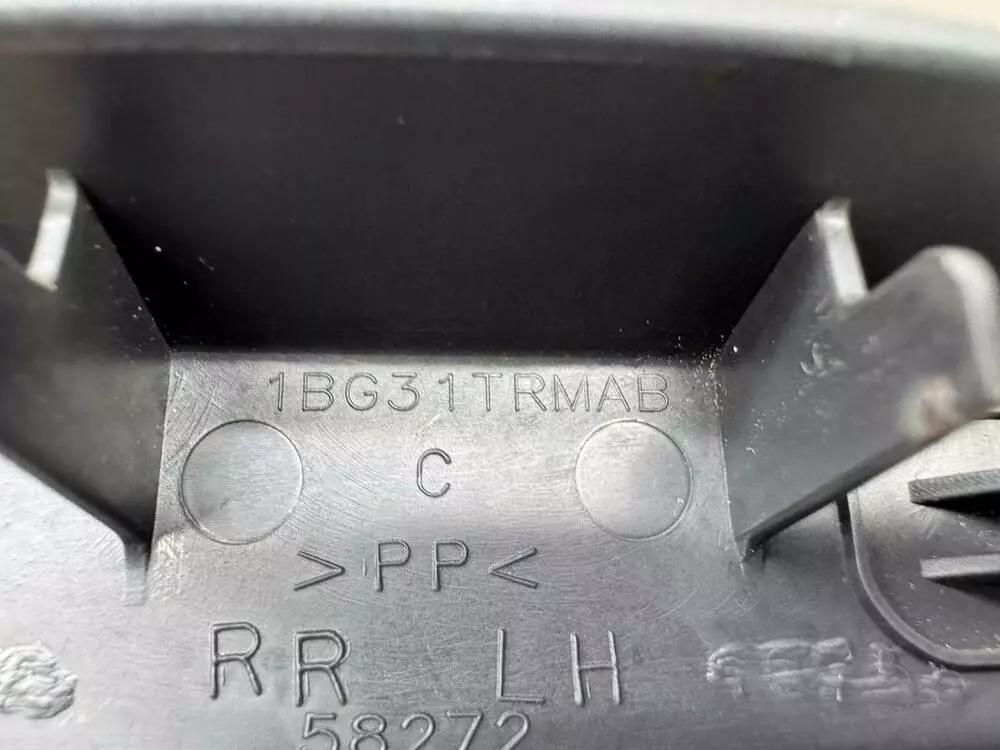 1BG31TRMAB
C
>PP<
RR LH
58272